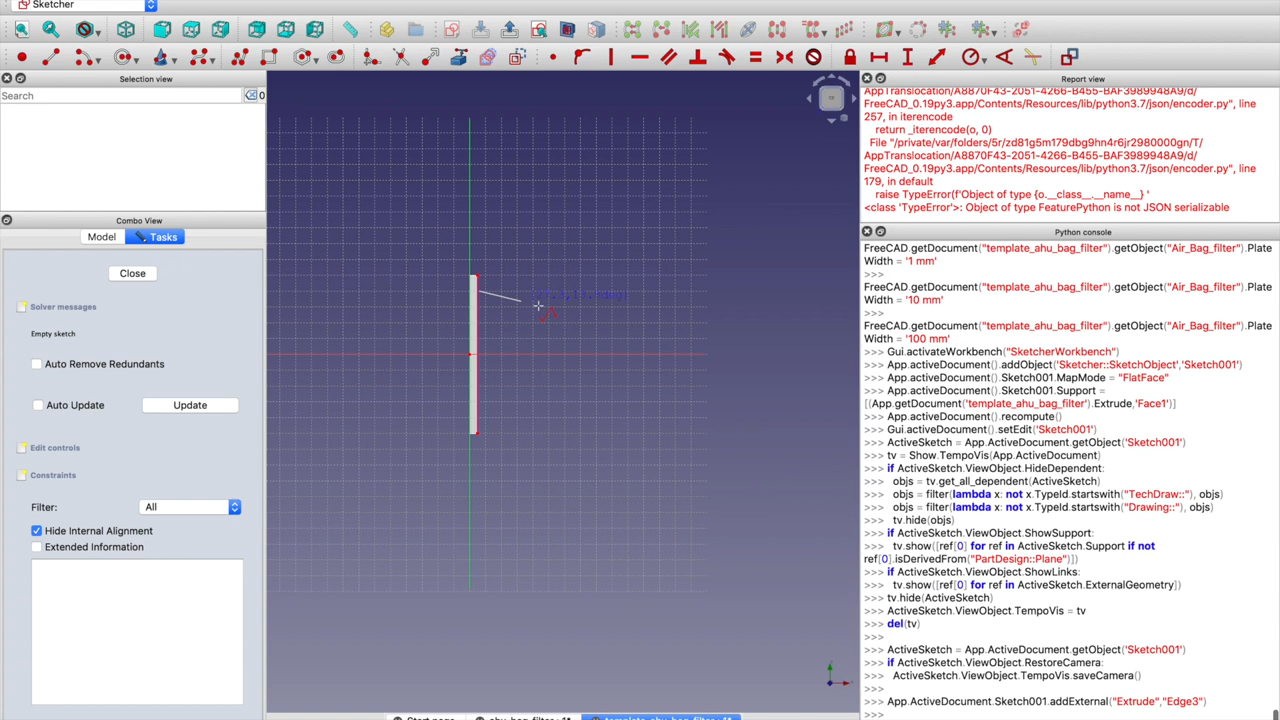 Sketcher
Selection view
Search
0
Combo View
Model
Tasks
Close
Solver messages
Empty sketch
Auto Remove Redundants
Auto Update
Update
Edit controls
Constraints
Filter:
All
Hide Internal Alignment
Extended Information
Report view
AppTranslocation/A8870F43-2051-4266-B455-BAF3989948A9/d/
FreeCAD_0.19py3.app/Contents/Resources/lib/python3.7/json/encoder.py", line
257, in iterencode
return _iterencode(o, 0)
File "/private/var/folders/5r/zd81g5m179dbg9hn4r6jr2980000gn/T/
AppTranslocation/A8870F43-2051-4266-B455-BAF3989948A9/d/
FreeCAD_0.19py3.app/Contents/Resources/lib/python3.7/json/encoder.py", line
179, in default
raise TypeError(f'Object of type {o.__class__.__name__} '
<class 'TypeError'>: Object of type FeaturePython is not JSON serializable
Python console
FreeCAD.getDocument("template_ahu_bag_filter").getObject("Air_Bag_filter").Plate
Width = '1 mm'
>>>
FreeCAD.getDocument("template_ahu_bag_filter").getObject("Air_Bag_filter").Plate
Width = '10 mm'
>>>
FreeCAD.getDocument("template_ahu_bag_filter").getObject("Air_Bag_filter").Plate
Width = '100 mm'
>>> Gui.activateWorkbench("SketcherWorkbench")
>>> App.activeDocument().addObject('Sketcher::SketchObject','Sketch001')
>>> App.activeDocument().Sketch001.MapMode = "FlatFace"
>>> App.activeDocument().Sketch001.Support =
[(App.getDocument('template_ahu_bag_filter').Extrude,'Face1')]
>>> App.activeDocument().recompute()
>>> Gui.activeDocument().setEdit('Sketch001')
>>> ActiveSketch = App.ActiveDocument.getObject('Sketch001')
>>> tv = Show.TempoVis(App.ActiveDocument)
>>> if ActiveSketch.ViewObject.HideDependent:
>>> objs = tv.get_all_dependent(ActiveSketch)
>>> objs = filter(lambda x: not x.TypeId.startswith("TechDraw::"), objs)
>>> objs = filter(lambda x: not x.TypeId.startswith("Drawing::"), objs)
>>> tv.hide(objs)
>>> if ActiveSketch.ViewObject.ShowSupport:
>>> tv.show([ref[0] for ref in ActiveSketch.Support if not
ref[0].isDerivedFrom("PartDesign::Plane")])
>>> if ActiveSketch.ViewObject.ShowLinks:
>>> tv.show([ref[0] for ref in ActiveSketch.ExternalGeometry])
>>> tv.hide(ActiveSketch)
>>> ActiveSketch.ViewObject.TempoVis = tv
>>> del(tv)
>>>
>>> ActiveSketch = App.ActiveDocument.getObject('Sketch001')
>>> if ActiveSketch.ViewObject.RestoreCamera:
>>> ActiveSketch.ViewObject.TempoVis.saveCamera()
>>>
>>> App.ActiveDocument.Sketch001.addExternal("Extrude","Edge3")
>>>